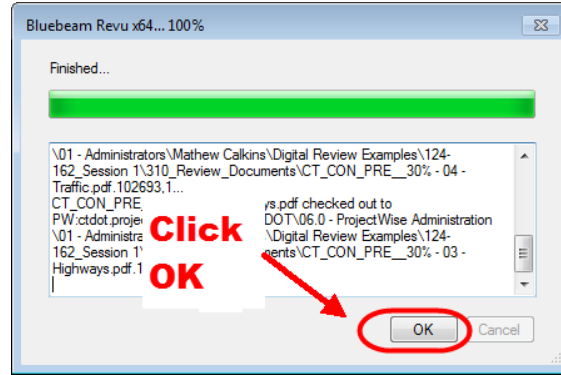 Bluebeam Revu x64... 100%
Finished...
\01 - Administrators\Mathew Calkins\Digital Review Examples\124-
162_Session 1\310_Review_Documents\CT_CON_PRE__30% - 04 -
Traffic.pdf.102693,1...
CT_CON_PRE ys.pdf checked out to
PW:ctdot.projec DOT\06.0 - ProjectWise Administration
\01 - Administra \Digital Review Examples\124-
162_Session 1\ ents\CT_CON_PRE__30% - 03 -
Highways.pdf.1
Click
OK
OK Cancel